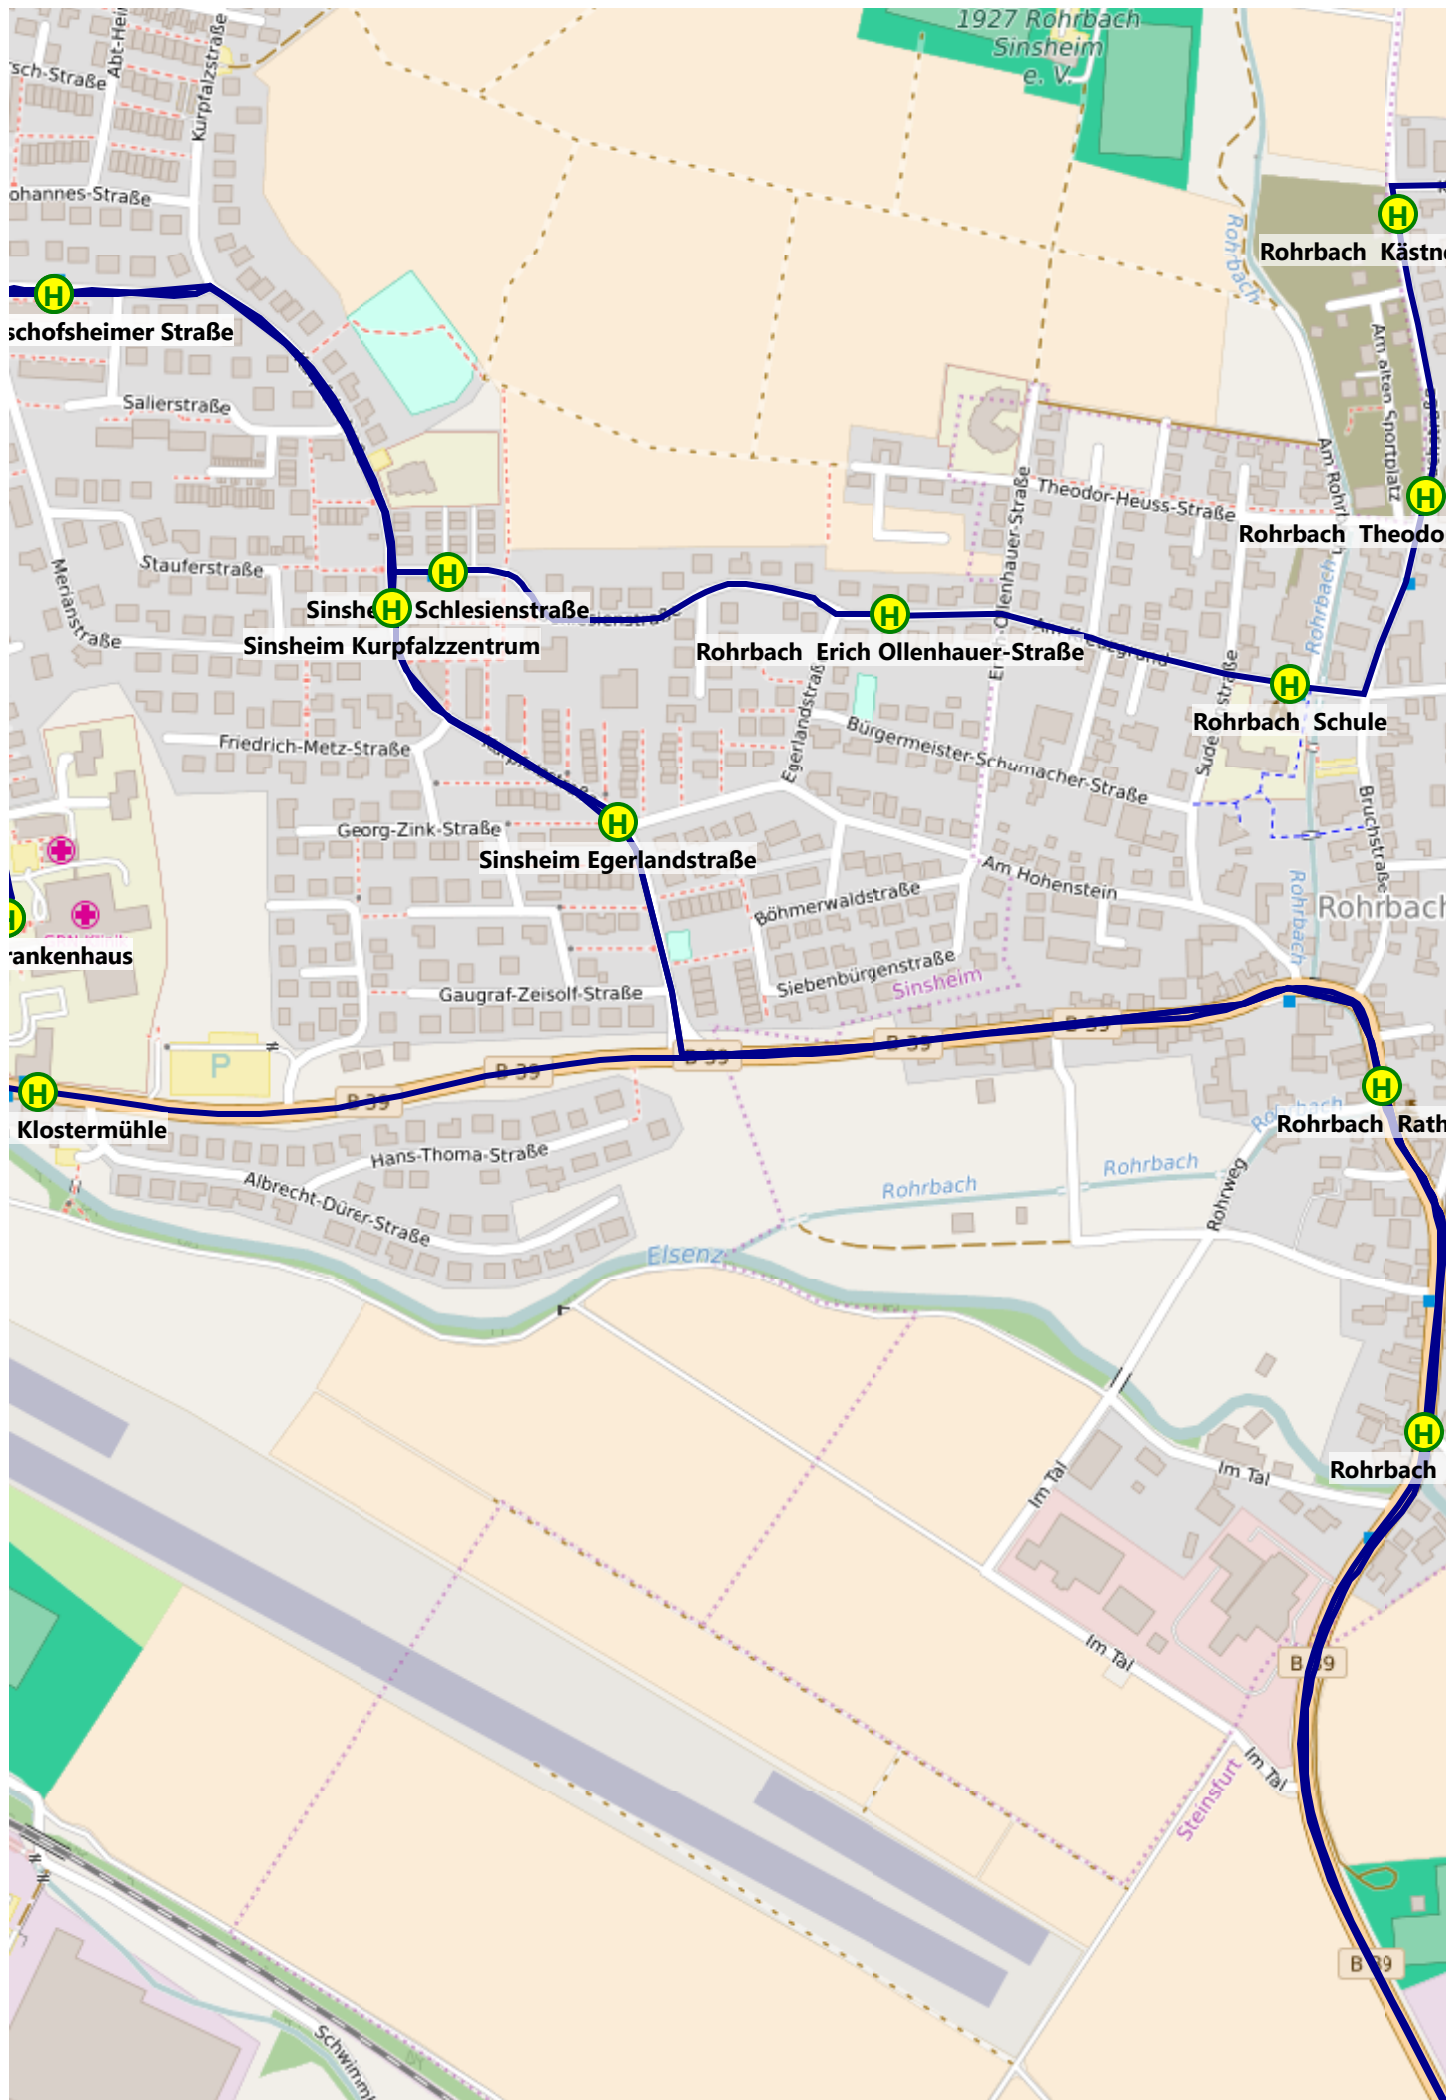 1927 Rohrbach
Sinsheim
e. V.
Kurpfalzstraße
sch-Straße
ohannes-Straße
H
Rohrbach
H
Rohrbach Kästn
schofsheimer Straße
Am alten Sportplatz
Salierstraße
Theodor-Heuss-Straße
H
Rohrbach Theodo
Erich-Ollenhauer-Straße
Merianstraße
Stauferstraße
H
Sinshe Schlesienstraße
H
Sinsheim Kurpfalzzentrum
H
Rohrbach Erich Ollenhauer-Straße
Rohrbach
H
Rohrbach Schule
Friedrich-Metz-Straße
Egerlandstraße
Bürgermeister-Schumacher-Straße
Bruchstraße
Georg-Zink-Straße
H
Sinsheim Egerlandstraße
Am Hohenstein
Böhmerwaldstraße
Rohrbach
Rohrbach
H
rankenhaus
Siebenbürgenstraße
Sinsheim
Gaugraf-Zeisolf-Straße
P
B 39
B 39
B 39
B 39
B 39
H
Klostermühle
H
Rohrbach Rath
Rohrbach
Hans-Thoma-Straße
Albrecht-Dürer-Straße
Rohrbach
Rohrbach
Rohrweg
Elsenz
H
Rohrbach
Im Tal
Im Tal
Im Tal
B 39
Im Tal
Steinsfurt
B 39
Schwimm